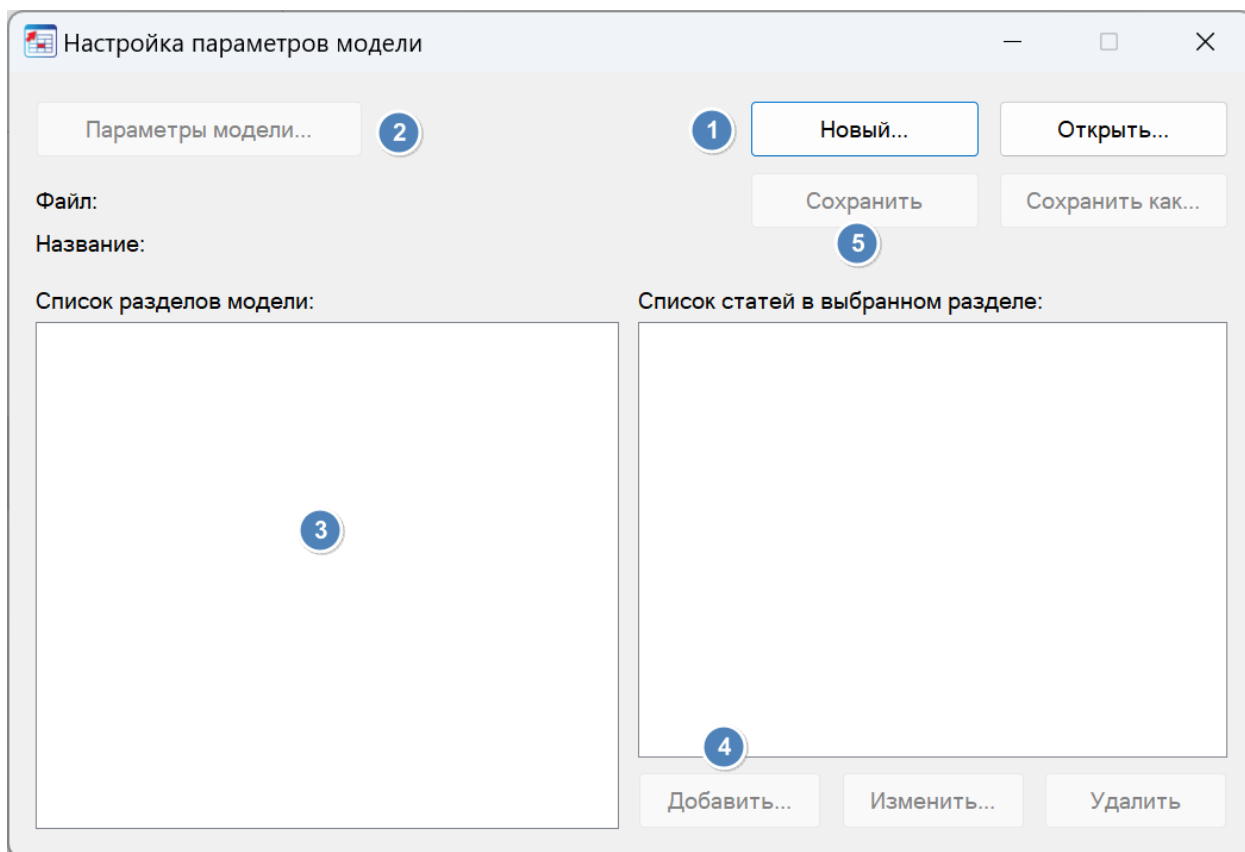 Настройка параметров модели
Параметры модели... 2 1 Новый... Открыть...
Файл: Сохранить Сохранить как...
Название: 5
Список разделов модели: Список статей в выбранном разделе:
3
4
Добавить... Изменить... Удалить